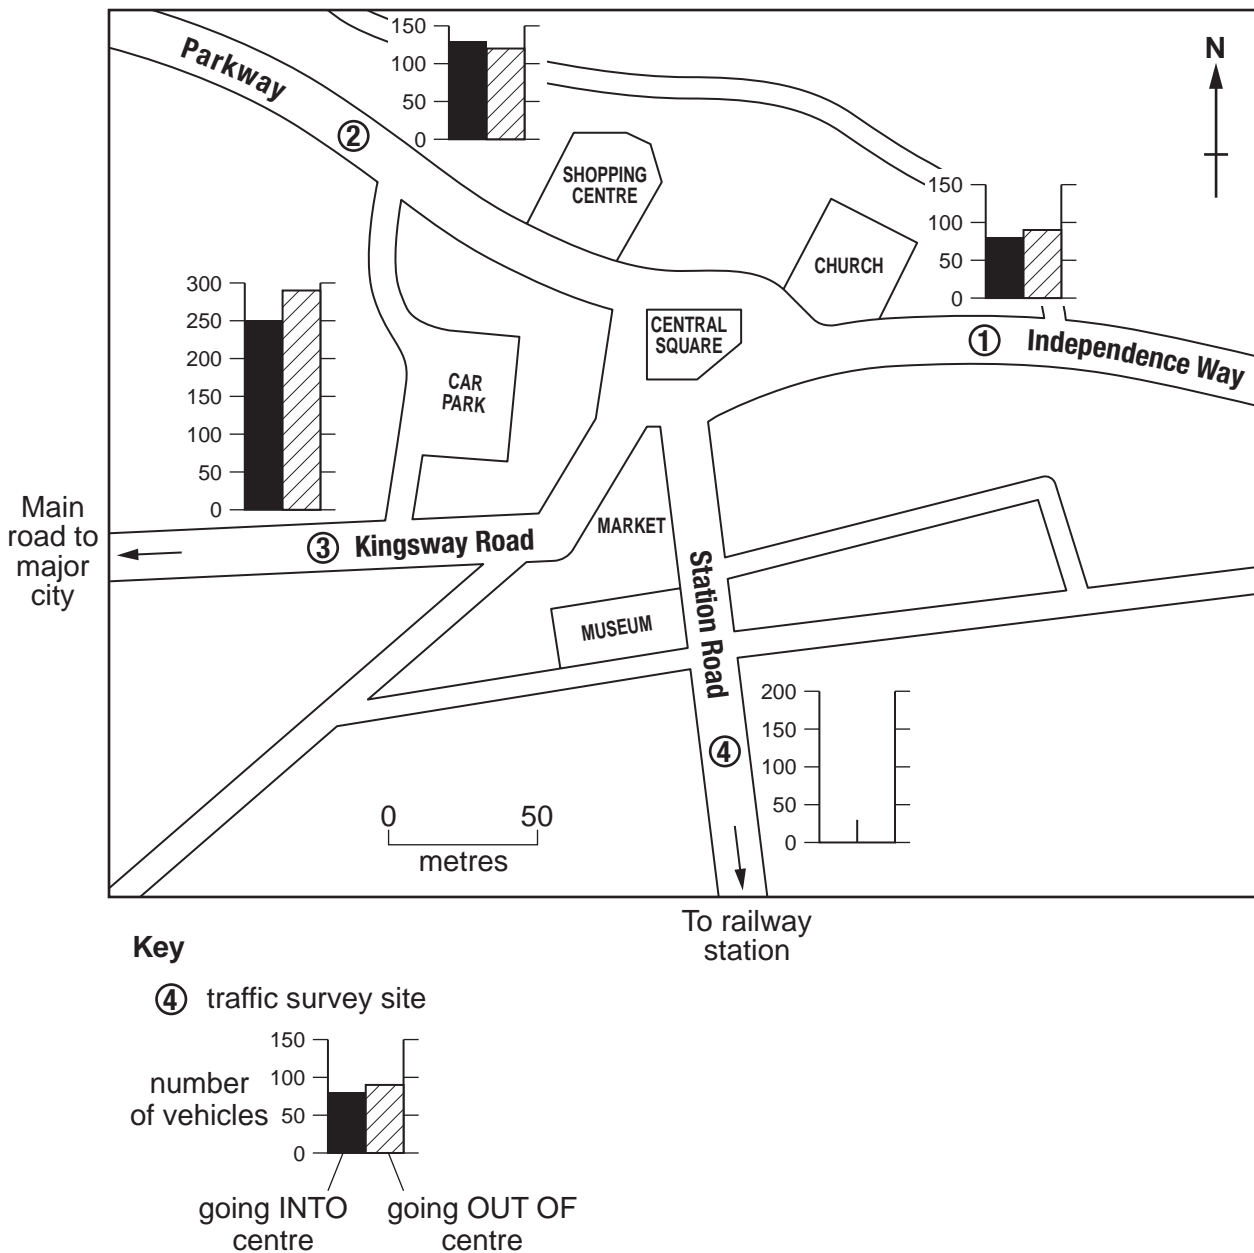 150
100
50
0
Parkway
N
②
SHOPPING
CENTRE
150
100
50
0
CHURCH
300
250
200
150
100
50
0
CENTRAL
SQUARE
①
Independence Way
CAR
PARK
Main
road to
major
city
③
Kingsway Road
MARKET
Station Road
MUSEUM
200
150
100
50
0
④
0 50
metres
To railway
station
Key
④ traffic survey site
150
100
50
0
number
of vehicles
going INTO
centre
going OUT OF
centre